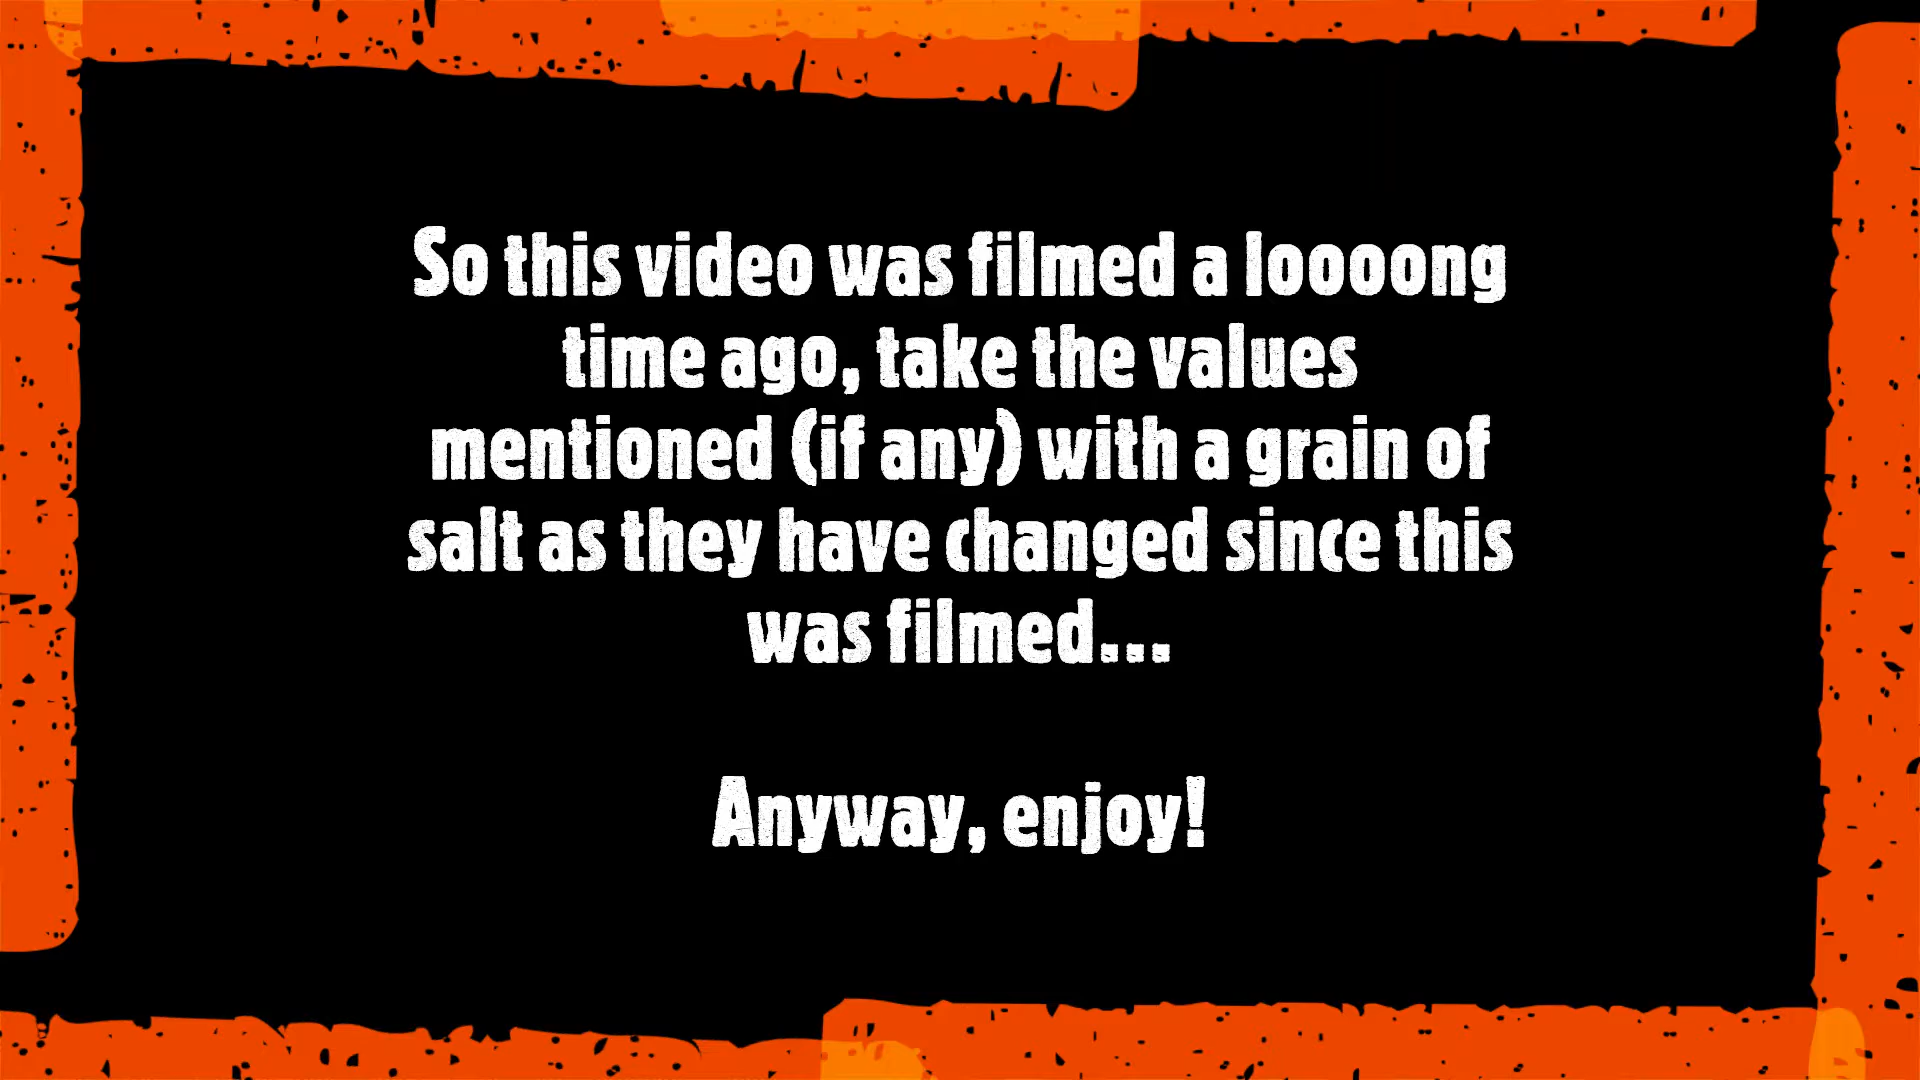 So this video was filmed a loooong
time ago, take the values
mentioned (if any) with a grain of
salt as they have changed since this
was filmed...
Anyway, enjoy!